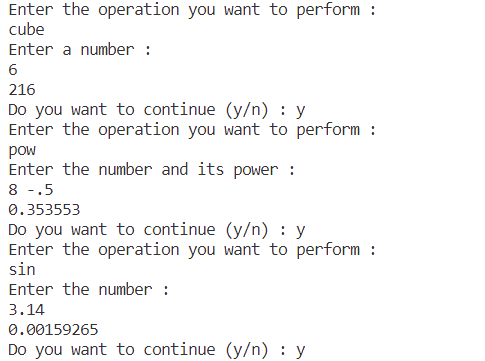 Enter the operation you want to perform :
cube
Enter a number :
6
216
Do you want to continue (y/n) : y
Enter the operation you want to perform :
pow
Enter the number and its power :
8 -.5
0.353553
Do you want to continue (y/n) : y
Enter the operation you want to perform :
sin
Enter the number :
3.14
0.00159265
Do you want to continue (y/n) : y